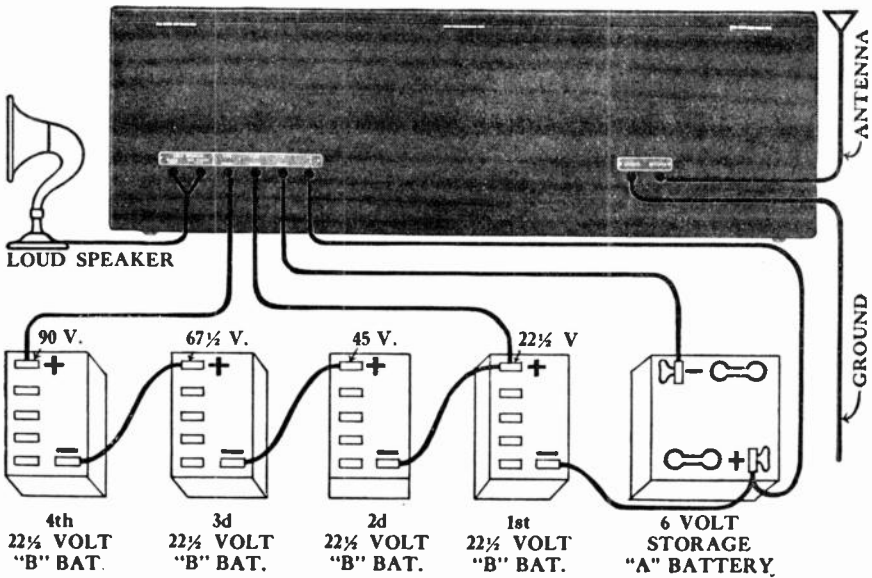 ANTENNA
LOUD SPEAKER
GROUND
90 V.
67½ V.
45 V.
22½ V
+
+
+
+
-
-
-
-
-
+
4th
22½ VOLT
"B" BAT.
3d
22½ VOLT
"B" BAT.
2d
22½ VOLT
"B" BAT.
1st
22½ VOLT
"B" BAT.
6 VOLT
STORAGE
"A" BATTERY